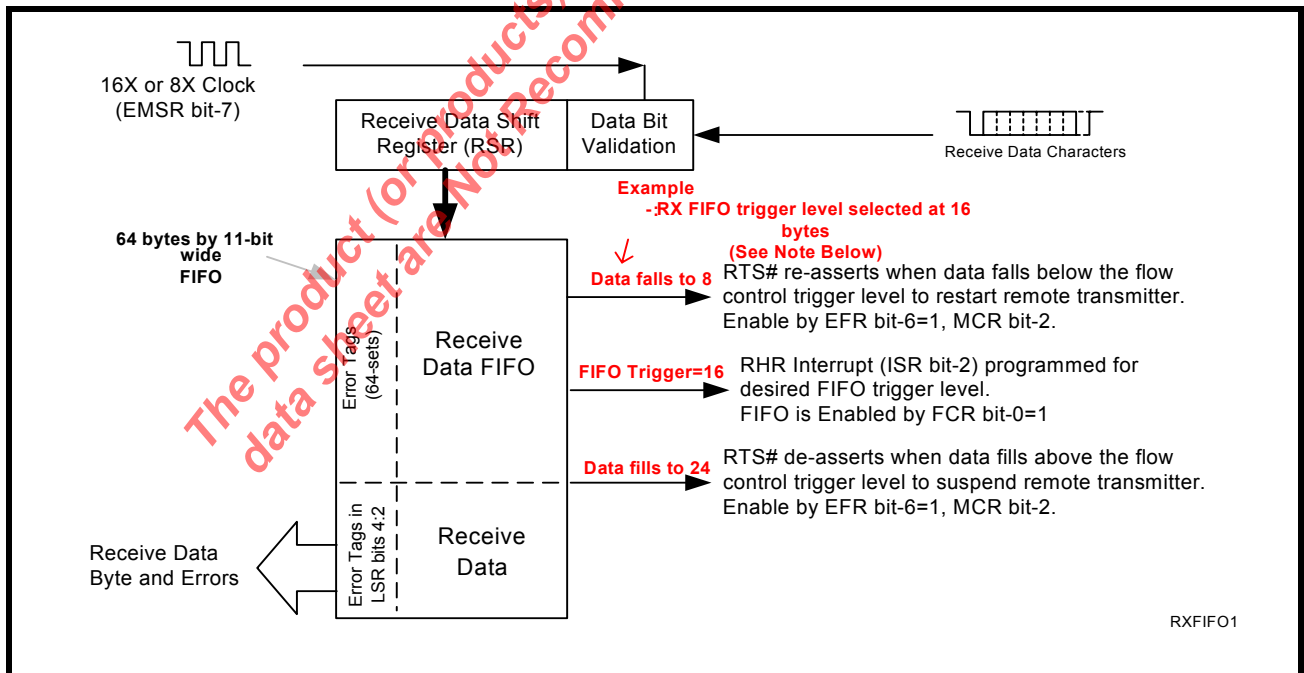 The product (or products)
data sheet are Not Recom
16X or 8X Clock
(EMSR bit-7)
Receive Data Shift
Register (RSR)
Data Bit
Validation
Receive Data Characters
Example
-:RX FIFO trigger level selected at 16
bytes
(See Note Below)
64 bytes by 11-bit
wide
FIFO
Data falls to 8
RTS# re-asserts when data falls below the flow
control trigger level to restart remote transmitter.
Enable by EFR bit-6=1, MCR bit-2.
Error Tags
(64-sets)
Receive
Data FIFO
FIFO Trigger=16
RHR Interrupt (ISR bit-2) programmed for
desired FIFO trigger level.
FIFO is Enabled by FCR bit-0=1
Data fills to 24
RTS# de-asserts when data fills above the flow
control trigger level to suspend remote transmitter.
Enable by EFR bit-6=1, MCR bit-2.
Error Tags in
LSR bits 4:2
Receive
Data
Receive Data
Byte and Errors
RXFIFO1